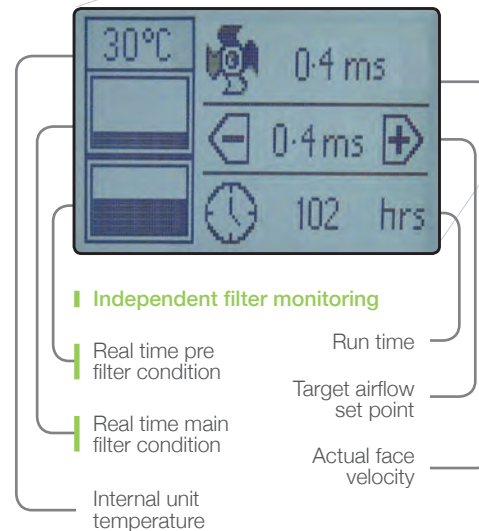 30°C
0·4 ms
0·4 ms
102 hrs
Independent filter monitoring
Real time pre
filter condition
Real time main
filter condition
Internal unit
temperature
Run time
Target airflow
set point
Actual face
velocity